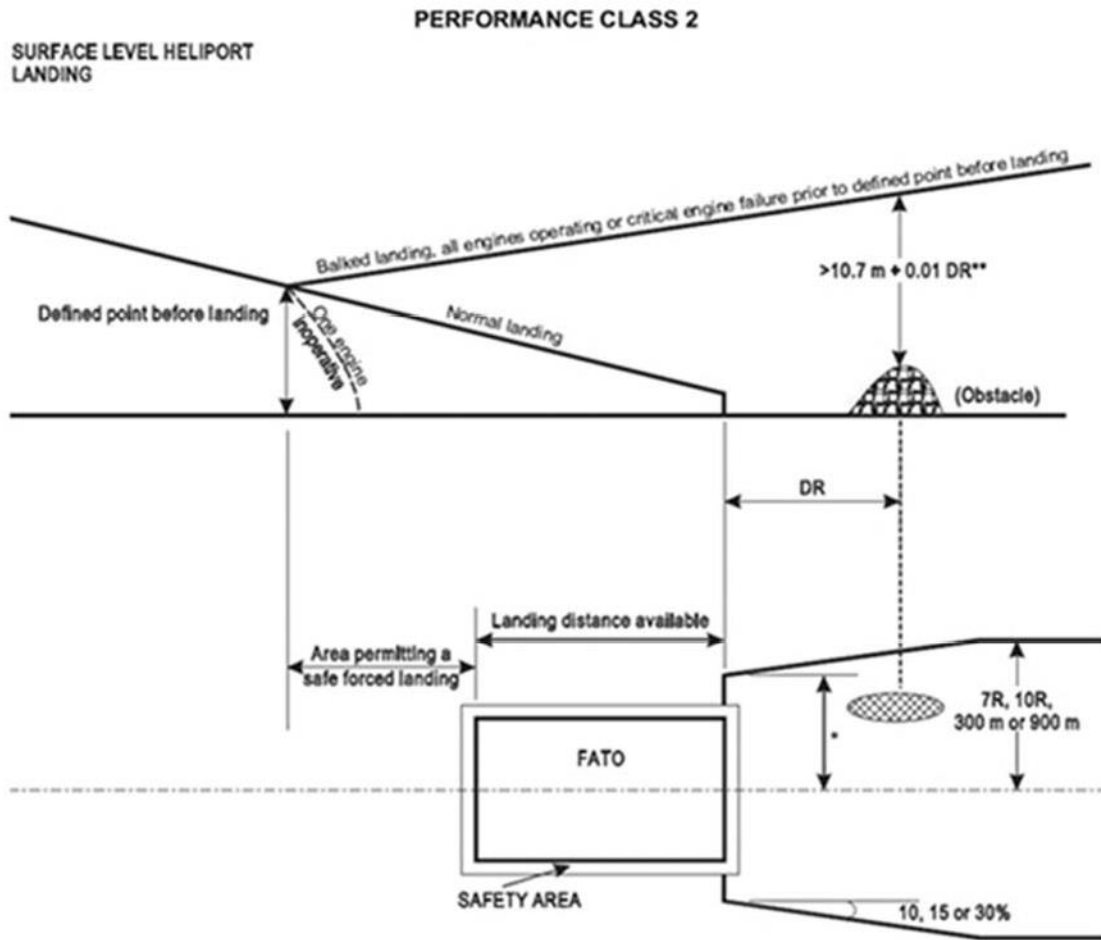 PERFORMANCE CLASS 2
SURFACE LEVEL HELIPORT
LANDING
Balked landing, all engines operating or critical engine failure prior to defined point before landing
>10.7 m + 0.01 DR**
Defined point before landing
One engine
inoperative
Normal landing
(Obstacle)
DR
Landing distance available
Area permitting a
safe forced landing
7R, 10R,
300 m or 900 m
*
FATO
SAFETY AREA
10, 15 or 30%